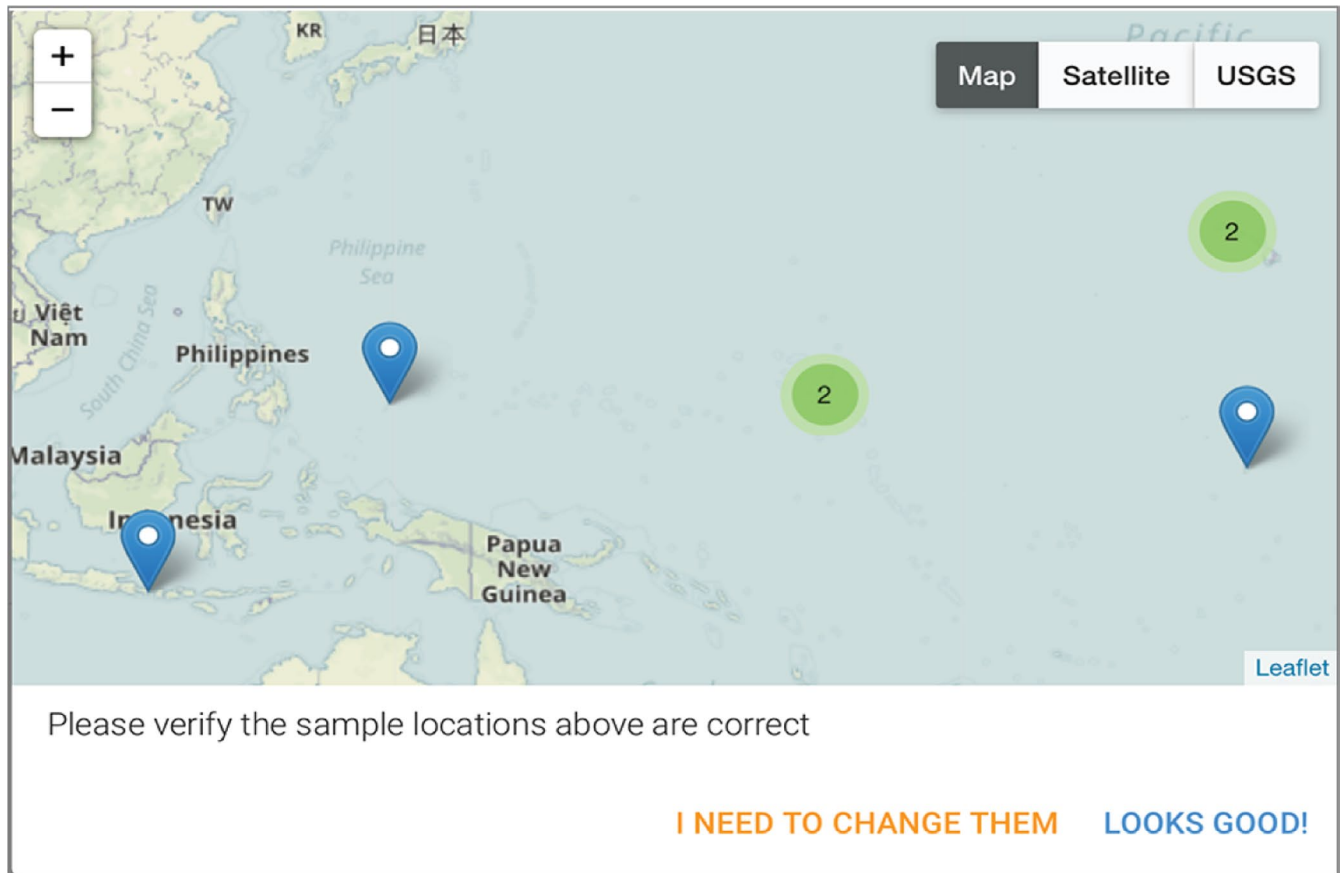 +
−
KR
日本
Pacific
Map
Satellite
USGS
TW
2
Philippine
Sea
South China Sea
Việt
Nam
Philippines
2
Malaysia
Papua
New
Guinea
Leaflet
Please verify the sample locations above are correct
I NEED TO CHANGE THEM
LOOKS GOOD!